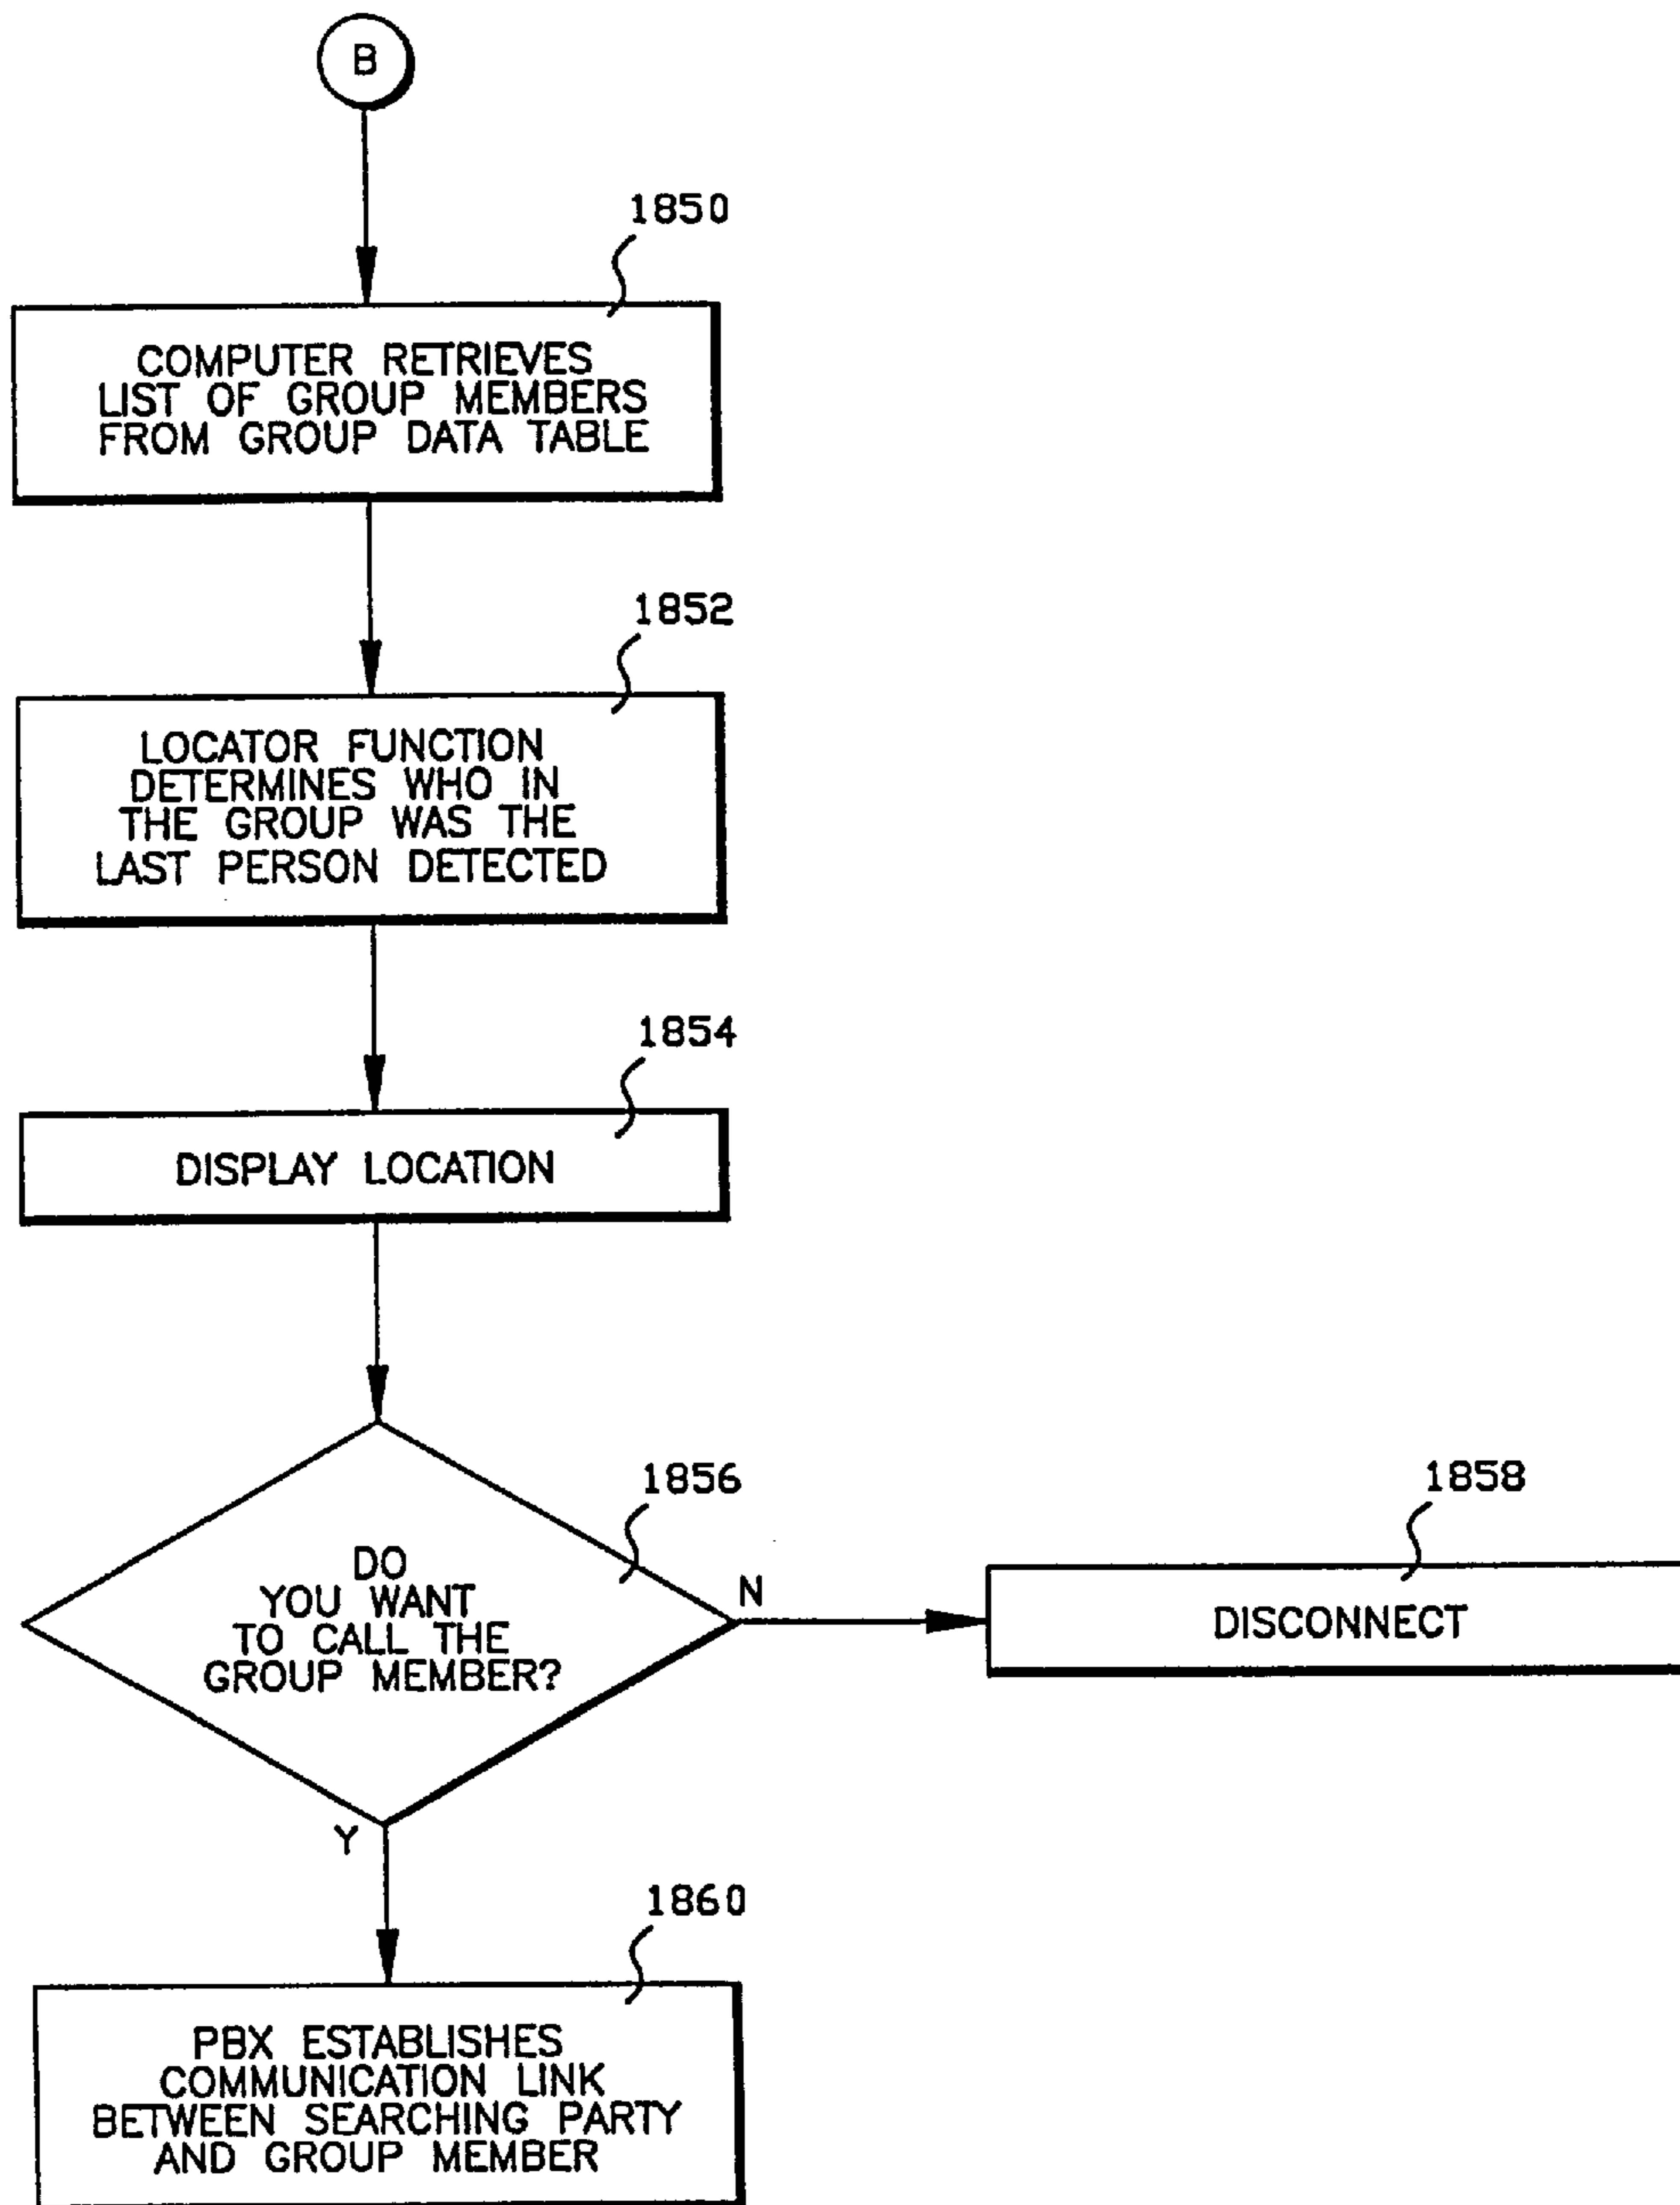 B
1850
COMPUTER RETRIEVES
LIST OF GROUP MEMBERS
FROM GROUP DATA TABLE
1852
LOCATOR FUNCTION
DETERMINES WHO IN
THE GROUP WAS THE
LAST PERSON DETECTED
1854
DISPLAY LOCATION
1856
DO
YOU WANT
TO CALL THE
GROUP MEMBER?
N
1858
DISCONNECT
Y
1860
PBX ESTABLISHES
COMMUNICATION LINK
BETWEEN SEARCHING PARTY
AND GROUP MEMBER